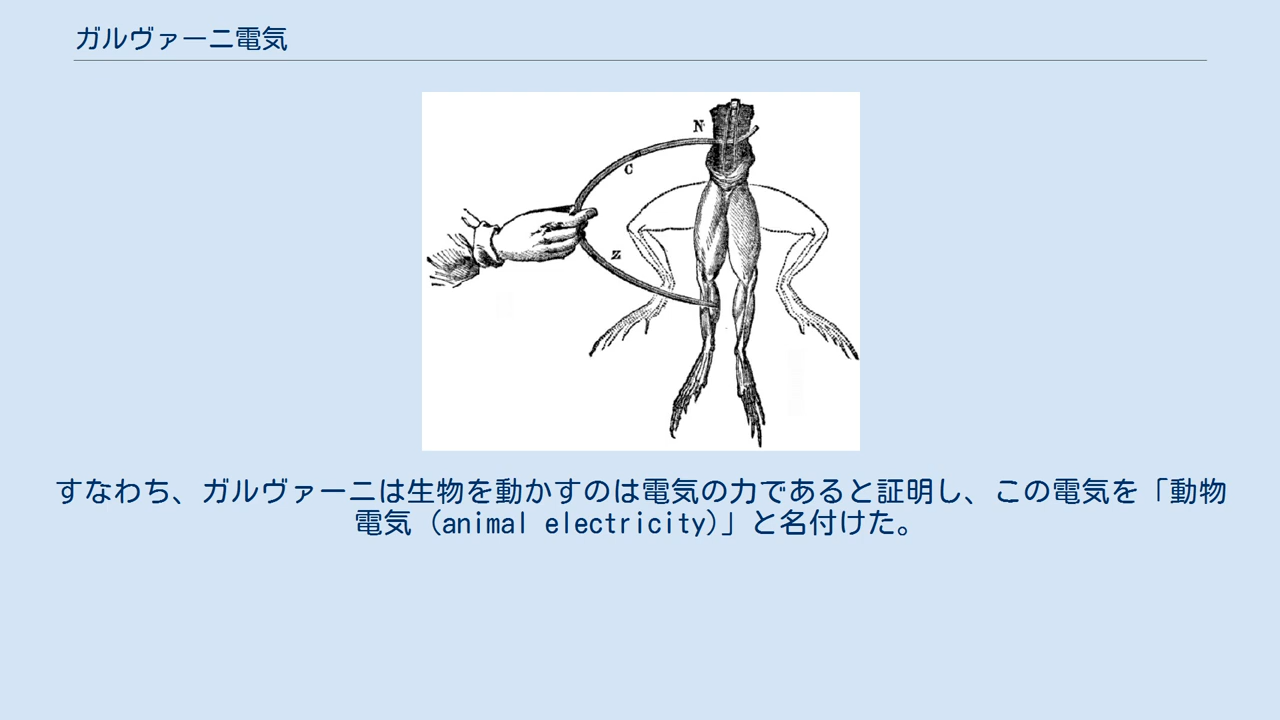 ガルヴァーニ電気
N
C
Z
すなわち、ガルヴァーニは生物を動かすのは電気の力であると証明し、この電気を「動物
電気 (animal electricity)」と名付けた。